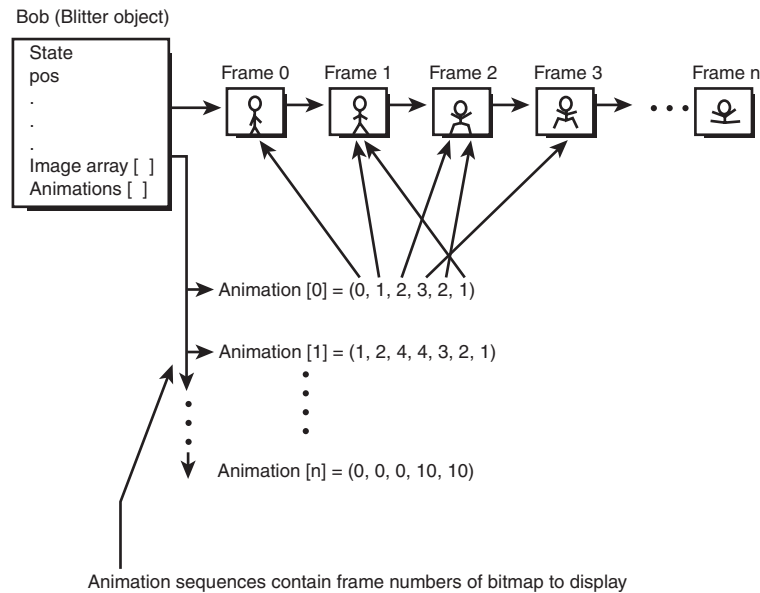 Bob (Blitter object)
State
pos
.
.
.
Image array [ ]
Animations [ ]
Frame 0
Frame 1
Frame 2
Frame 3
Frame n
Animation [0] = (0, 1, 2, 3, 2, 1)
Animation [1] = (1, 2, 4, 4, 3, 2, 1)
Animation [n] = (0, 0, 0, 10, 10)
Animation sequences contain frame numbers of bitmap to display